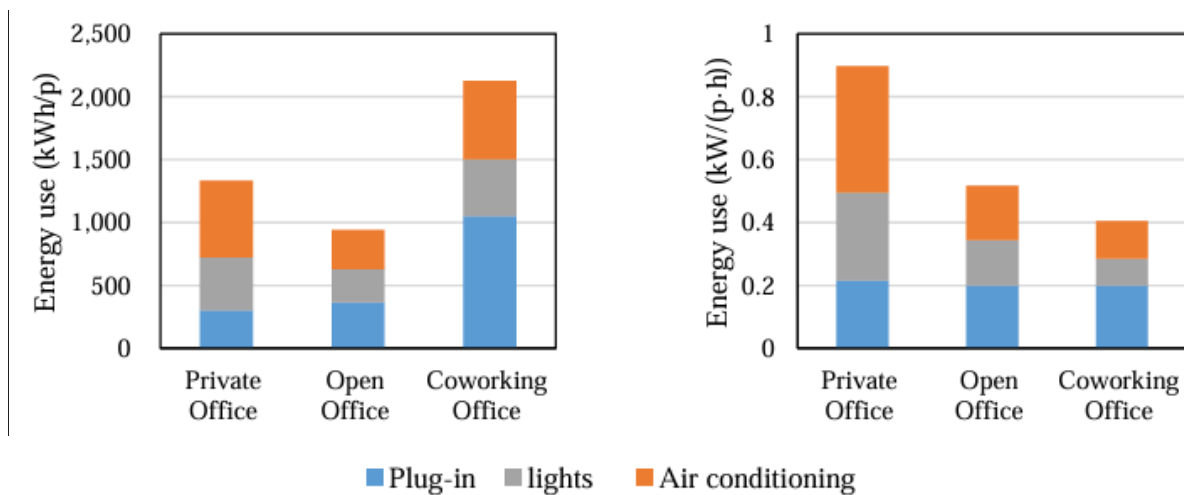 Energy use (kWh/p)
2,500
2,000
1,500
1,000
500
0
Private
Office
Open
Office
Coworking
Office
Energy use (kW/(p·h))
1
0.8
0.6
0.4
0.2
0
Private
Office
Open
Office
Coworking
Office
Plug-in lights Air conditioning